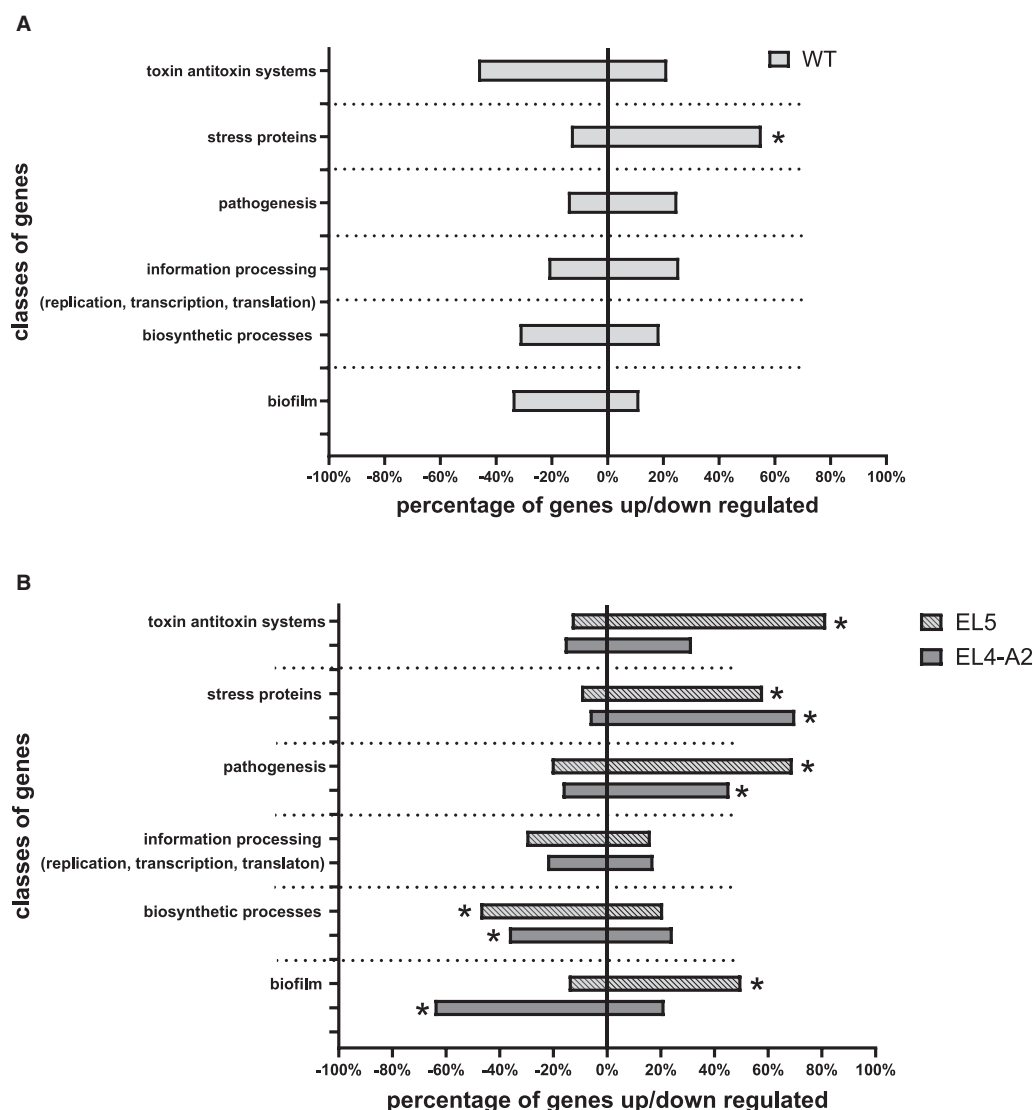 A
WT
toxin antitoxin systems
*
stress proteins
pathogenesis
information processing
(replication, transcription, translation)
biosynthetic processes
biofilm
classes of genes
-100% -80% -60% -40% -20% 0% 20% 40% 60% 80% 100%
percentage of genes up/down regulated
B
EL5
EL4-A2
toxin antitoxin systems
*
stress proteins
*
*
pathogenesis
*
*
information processing
(replication, transcription, translaton)
biosynthetic processes
*
*
biofilm
*
*
classes of genes
-100% -80% -60% -40% -20% 0% 20% 40% 60% 80% 100%
percentage of genes up/down regulated